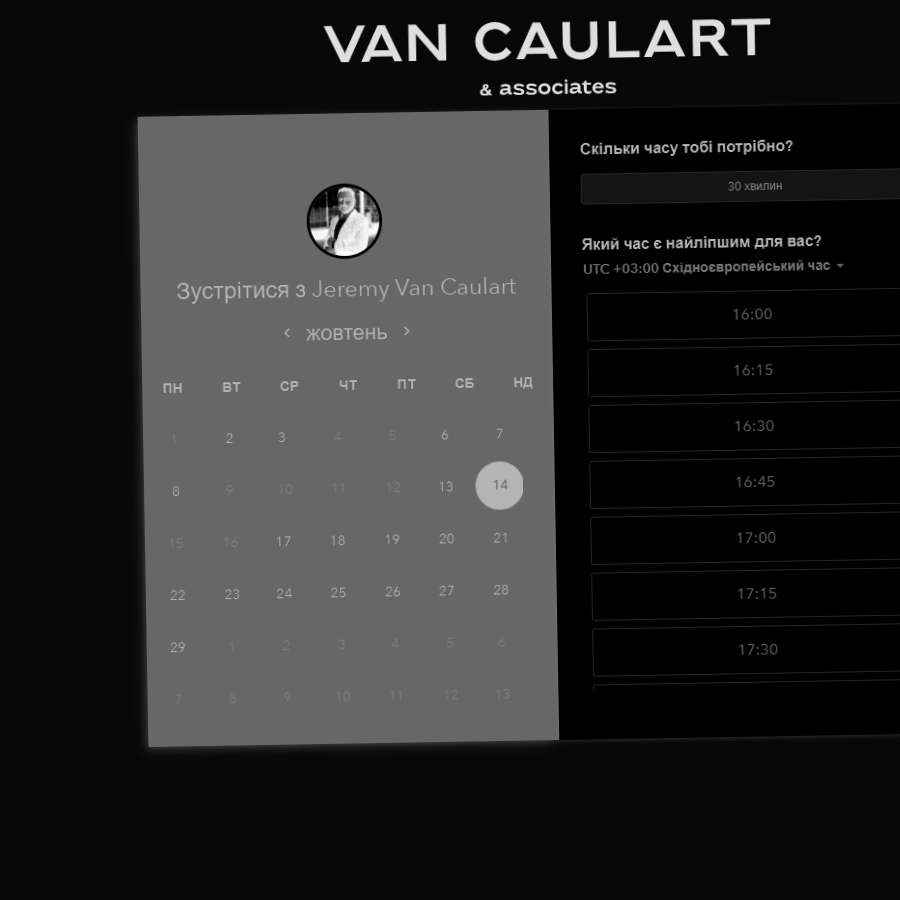 VAN CAULART
& associates
Зустрітися з Jeremy Van Caulart
жовтень
ПН ВТ СР ЧТ ПТ СБ НД
1 2 3 4 5 6 7
8 9 10 11 12 13 14
15 16 17 18 19 20 21
22 23 24 25 26 27 28
29 1 2 3 4 5 6
7 8 9 10 11 12 13
Скільки часу тобі потрібно?
30 хвилин
Який час є найліпшим для вас?
UTC +03:00 Східноєвропейський час
16:00
16:15
16:30
16:45
17:00
17:15
17:30